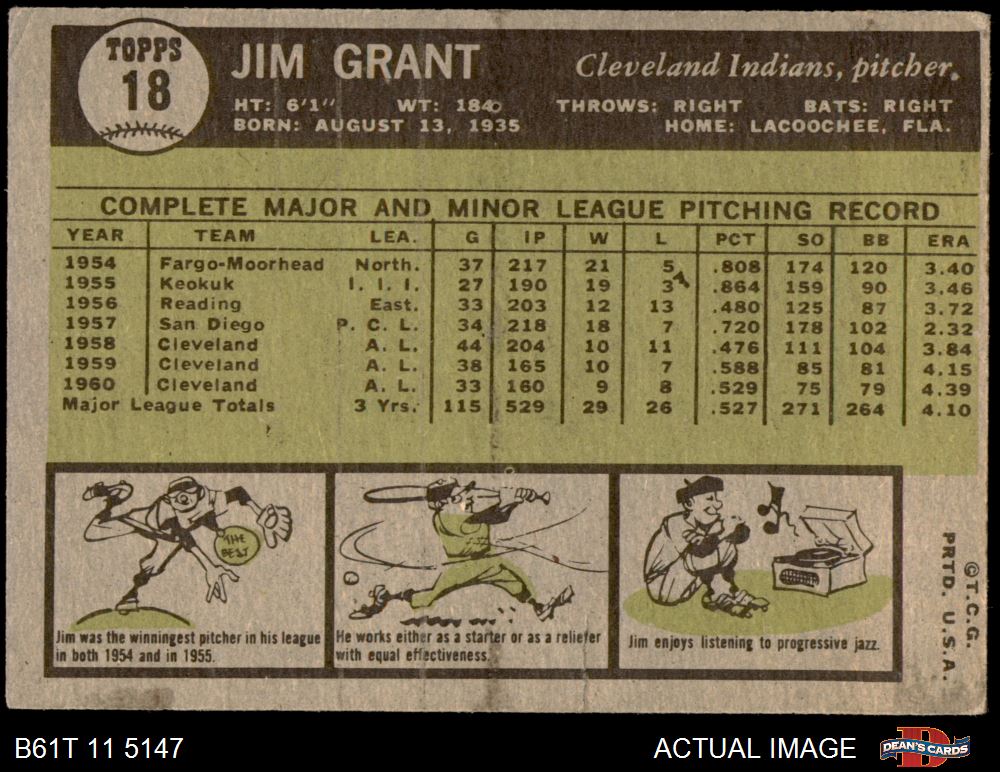 TOPPS
18
JIM GRANT
Cleveland Indians, pitcher.
HT: 6'1" WT: 184 THROWS: RIGHT BATS: RIGHT
BORN: AUGUST 13, 1935 HOME: LACOOCHEE, FLA.
COMPLETE MAJOR AND MINOR LEAGUE PITCHING RECORD
YEAR TEAM LEA. G IP W L PCT SO BB ERA
1954 Fargo-Moorhead North. 37 217 21 5 .808 174 120 3.40
1955 Keokuk I. I. I. 27 190 19 3 .864 159 90 3.46
1956 Reading East. 33 203 12 13 .480 125 87 3.72
1957 San Diego P. C. L. 34 218 18 7 .720 178 102 2.32
1958 Cleveland A. L. 44 204 10 11 .476 111 104 3.84
1959 Cleveland A. L. 38 165 10 7 .588 85 81 4.15
1960 Cleveland A. L. 33 160 9 8 .529 75 79 4.39
Major League Totals 3 Yrs. 115 529 29 26 .527 271 264 4.10
THE
BEST
Jim was the winningest pitcher in his league
in both 1954 and in 1955.
He works either as a starter or as a reliefer
with equal effectiveness.
Jim enjoys listening to progressive jazz.
©T.C.G.
PRTD. U.S.A.
B61T 11 5147
ACTUAL IMAGE
D
DEAN'S CARDS